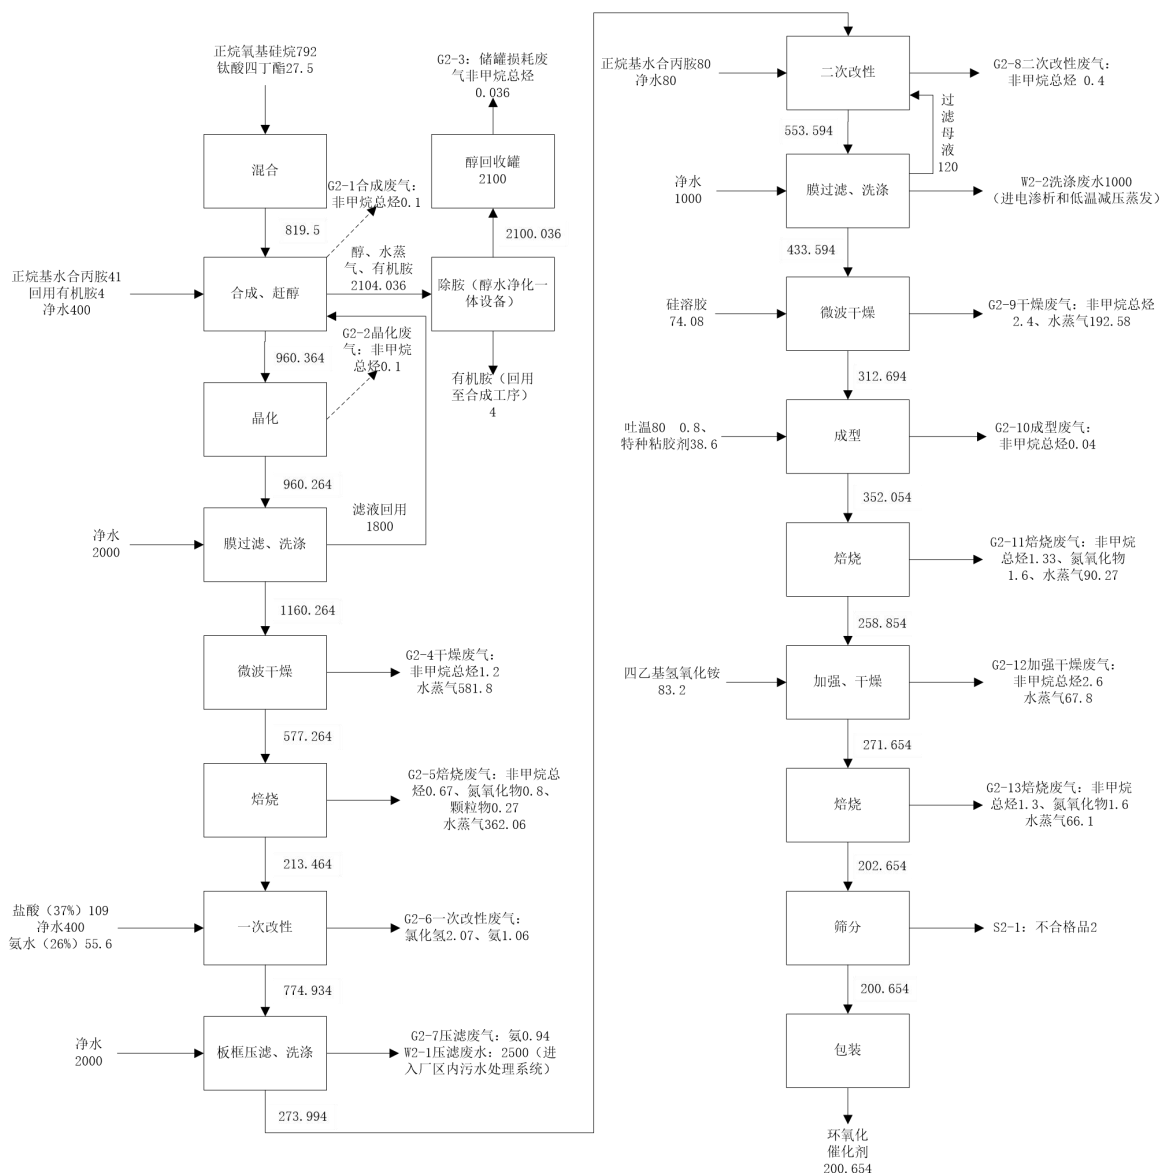 正烷氧基硅烷792
钛酸四丁酯27.5
混合
819.5
G2-1合成废气：
非甲烷总烃0.1
G2-3：储罐损耗废
气非甲烷总烃
0.036
醇回收罐
2100
2100.036
正烷基水合丙胺41
回用有机胺4
净水400
合成、赶醇
醇、水蒸
气、有机胺
2104.036
除胺（醇水净化一
体设备）
有机胺（回用
至合成工序）
4
960.364
G2-2晶化废
气：非甲烷
总烃0.1
晶化
960.264
滤液回用
1800
净水
2000
膜过滤、洗涤
1160.264
微波干燥
G2-4干燥废气：
非甲烷总烃1.2
水蒸气581.8
577.264
焙烧
G2-5焙烧废气：非甲烷总
烃0.67、氮氧化物0.8、
颗粒物0.27
水蒸气362.06
213.464
盐酸（37%）109
净水400
氨水（26%）55.6
一次改性
G2-6一次改性废气：
氯化氢2.07、氨1.06
774.934
净水
2000
板框压滤、洗涤
G2-7压滤废气：氨0.94
W2-1压滤废水：2500（进
入厂区内污水处理系统）
273.994
正烷基水合丙胺80
净水80
二次改性
G2-8二次改性废气：
非甲烷总烃 0.4
553.594
过
滤
母
液
120
净水
1000
膜过滤、洗涤
W2-2洗涤废水1000
（进电渗析和低温减压蒸发）
433.594
硅溶胶
74.08
微波干燥
G2-9干燥废气：非甲烷总烃
2.4、水蒸气192.58
312.694
吐温80 0.8、
特种粘胶剂38.6
成型
G2-10成型废气：
非甲烷总烃0.04
352.054
焙烧
G2-11焙烧废气：非甲烷
总烃1.33、氮氧化物
1.6、水蒸气90.27
258.854
四乙基氢氧化铵
83.2
加强、干燥
G2-12加强干燥废气：
非甲烷总烃2.6
水蒸气67.8
271.654
焙烧
G2-13焙烧废气：非甲烷
总烃1.3、氮氧化物1.6
水蒸气66.1
202.654
筛分
S2-1：不合格品2
200.654
包装
环氧化
催化剂
200.654